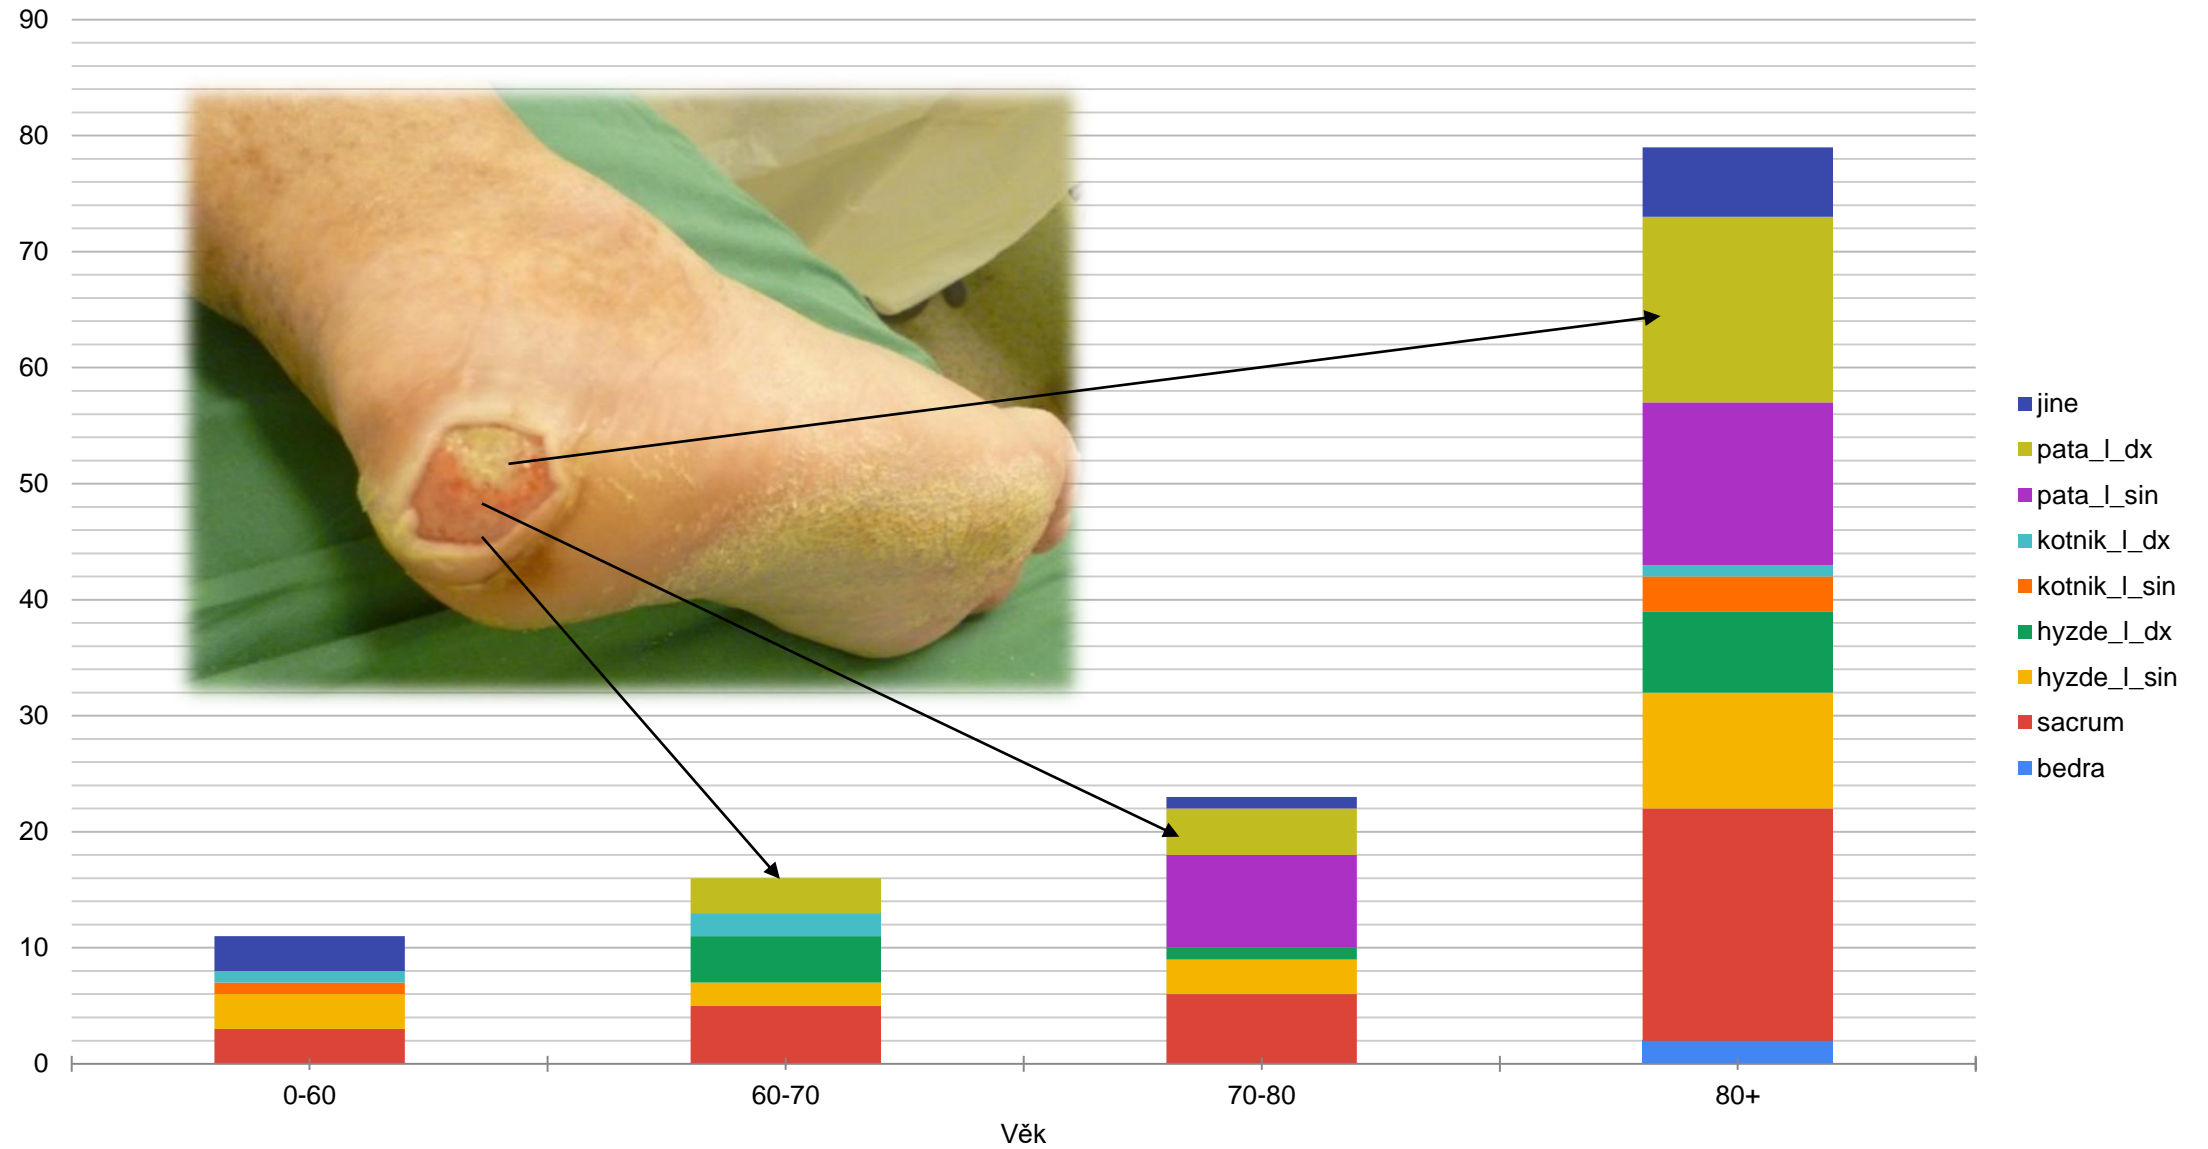 90
80
70
60
50
40
30
20
10
0
0-60
60-70
70-80
80+
Věk
jine
pata_l_dx
pata_l_sin
kotnik_l_dx
kotnik_l_sin
hyzde_l_dx
hyzde_l_sin
sacrum
bedra